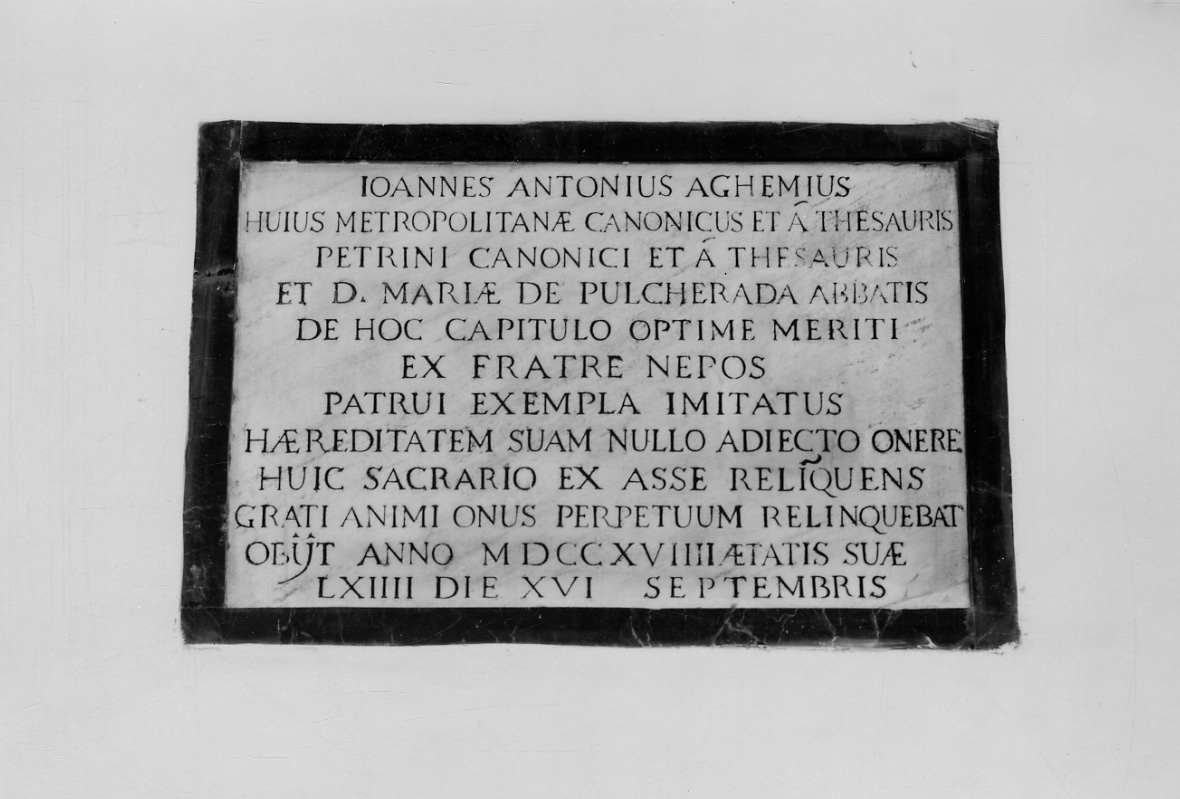 IOANNES ANTONIUS AGHEMIUS
HUIUS METROPOLITANÆ CANONICUS ET Â THESAURIS
PETRINI CANONICI ET Â THESAURIS
ET D. MARIÆ DE PULCHERADA ABBATIS
DE HOC CAPITULO OPTIME MERITI
EX FRATRE NEPOS
PATRUI EXEMPLA IMITATUS
HÆREDITATEM SUAM NULLO ADIECTO ONERE
HUIC SACRARIO EX ASSE RELĨQUENS
GRATI ANIMI ONUS PERPETUUM RELINQUEBAT
OBÎĴT ANNO MDCCXVIIII ÆTATIS SUÆ
LXIIII DIE XVI SEPTEMBRIS